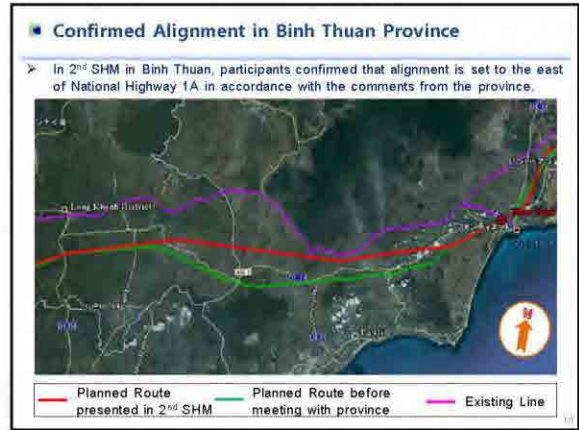 Confirmed Alignment in Binh Thuan Province
➤ In 2nd SHM in Binh Thuan, participants confirmed that alignment is set to the east
of National Highway 1A in accordance with the comments from the province.
Long Khanh District
N
Planned Route
presented in 2nd SHM
Planned Route before
meeting with province
Existing Line